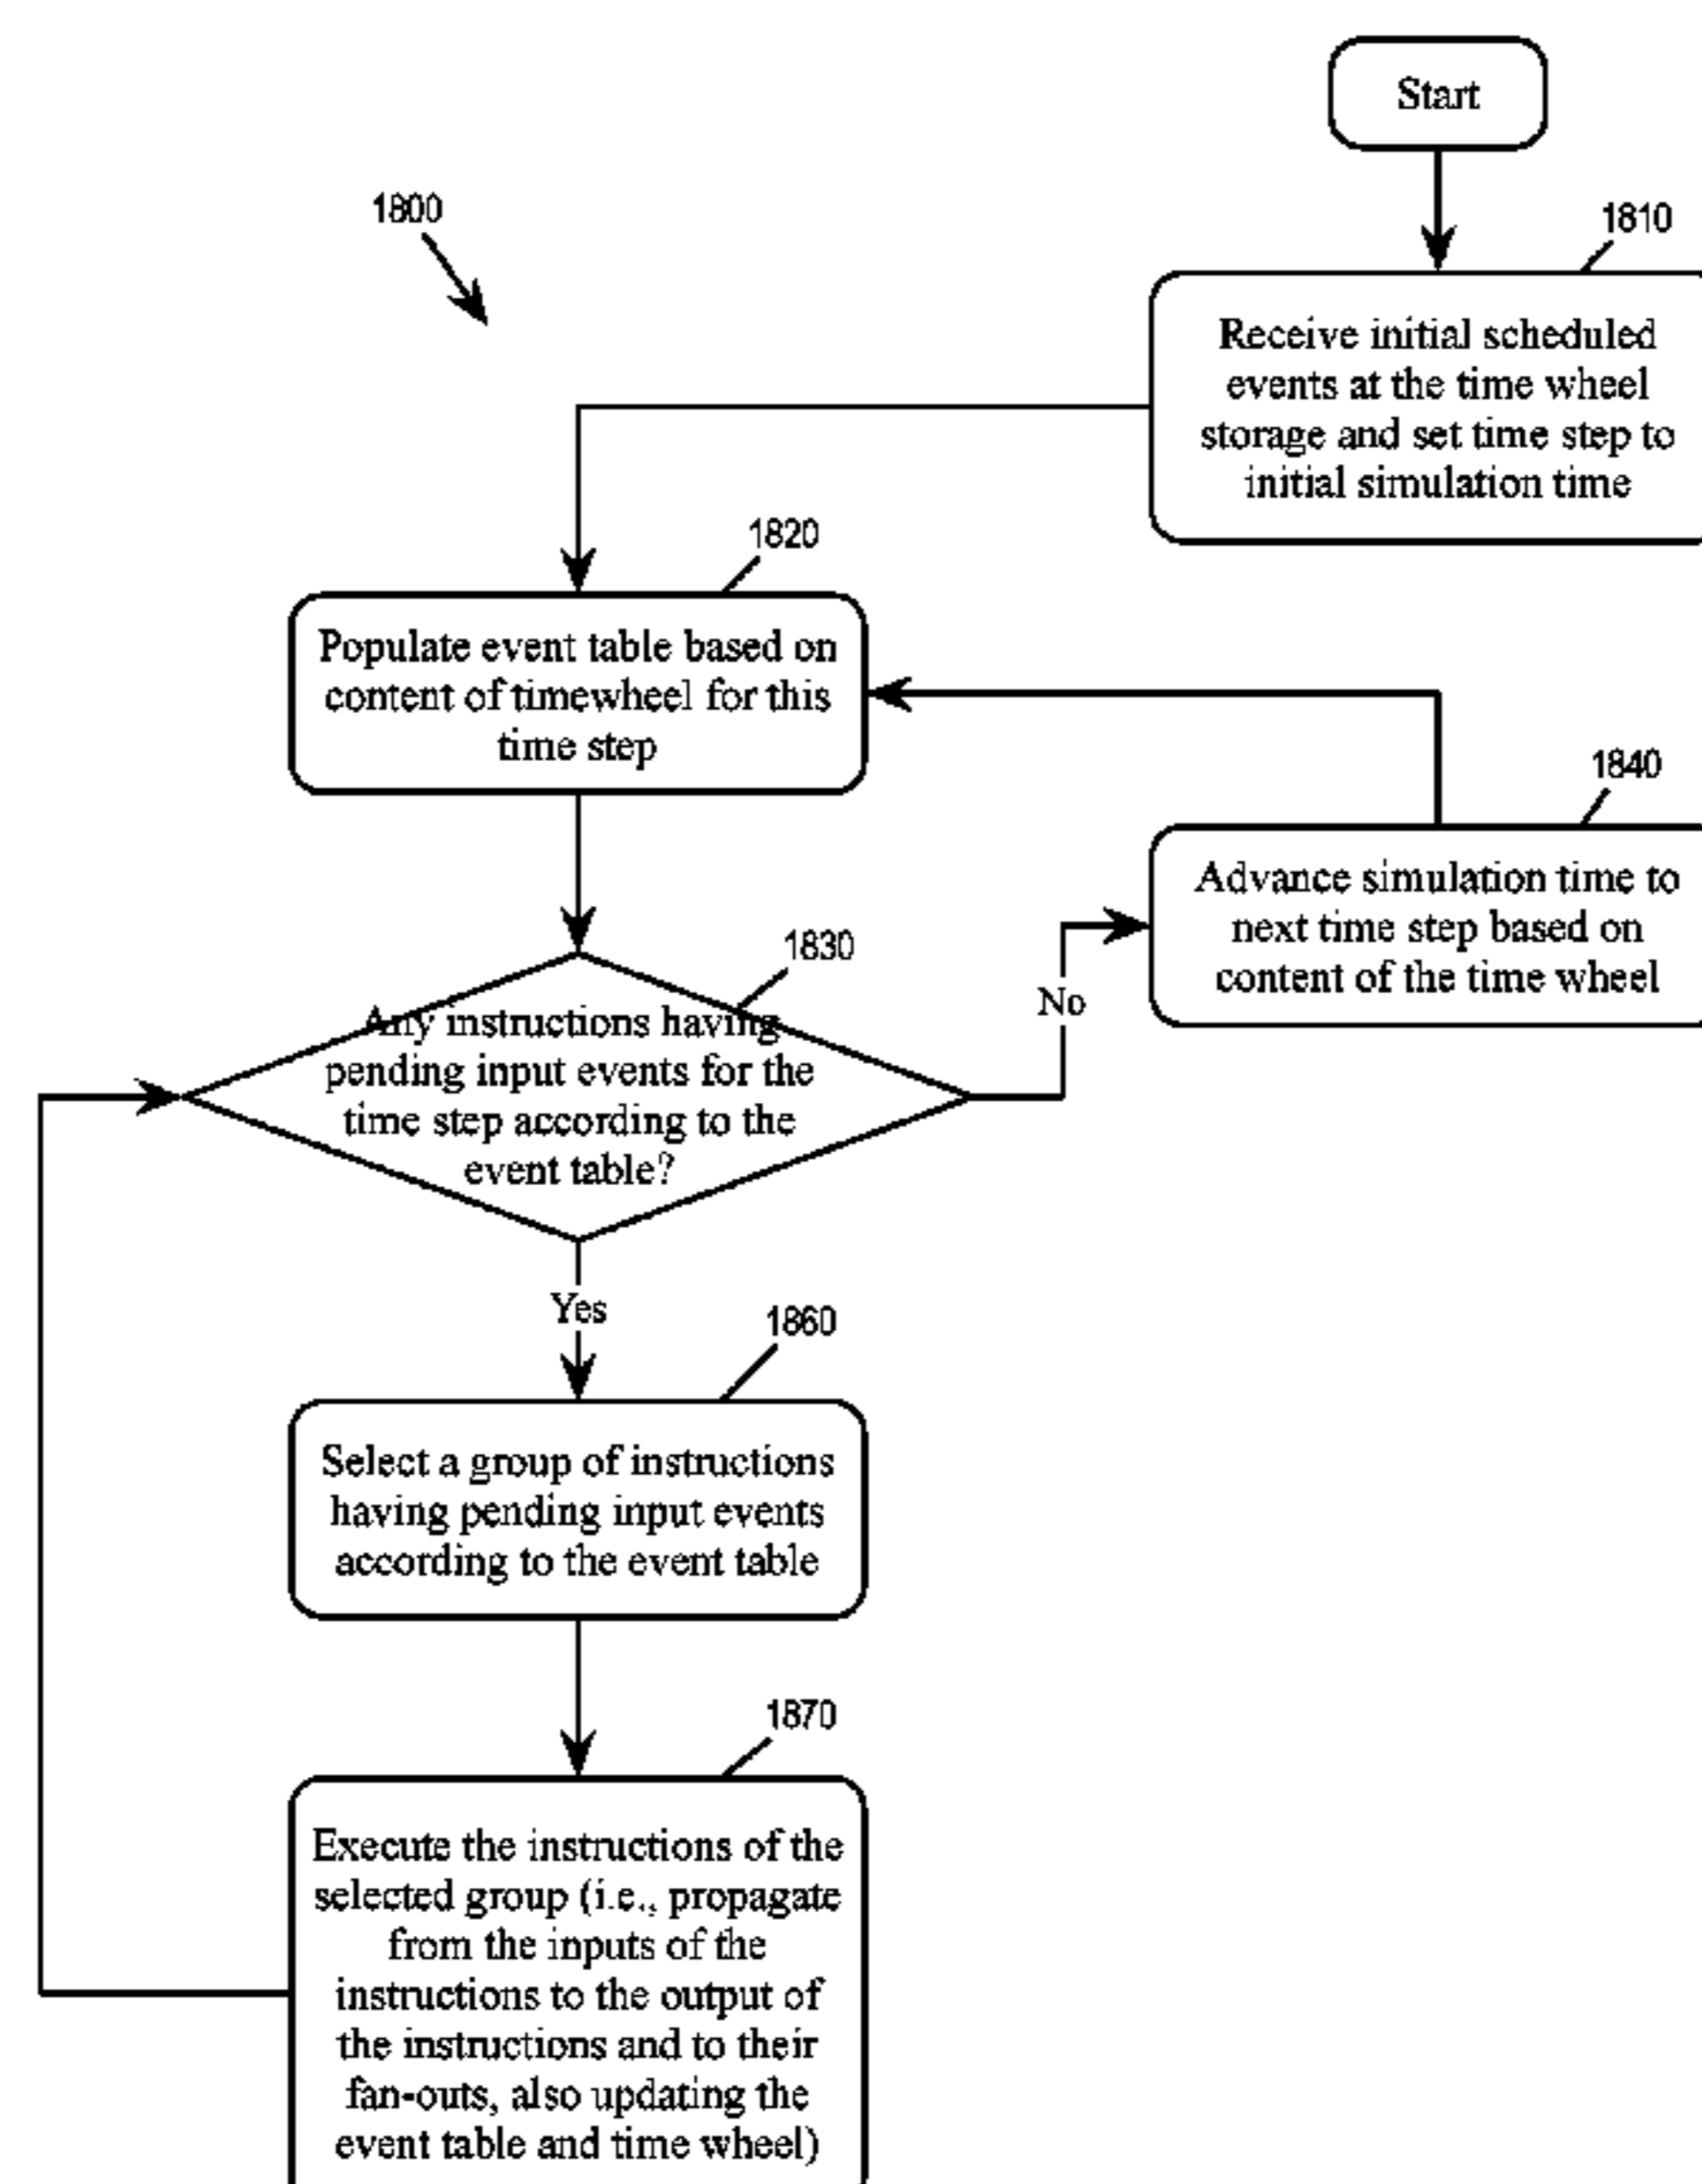 Start
1800
1810
Receive initial scheduled
events at the time wheel
storage and set time step to
initial simulation time
1820
Populate event table based on
content of timewheel for this
time step
1840
Advance simulation time to
next time step based on
content of the time wheel
1830
Any instructions having
pending input events for the
time step according to the
event table?
No
Yes
1860
Select a group of instructions
having pending input events
according to the event table
1870
Execute the instructions of the
selected group (i.e., propagate
from the inputs of the
instructions to the output of
the instructions and to their
fan-outs, also updating the
event table and time wheel)